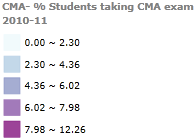 CMA- % Students taking CMA exam
2010-11
0.00 ~ 2.30
2.30 ~ 4.36
4.36 ~ 6.02
6.02 ~ 7.98
7.98 ~ 12.26